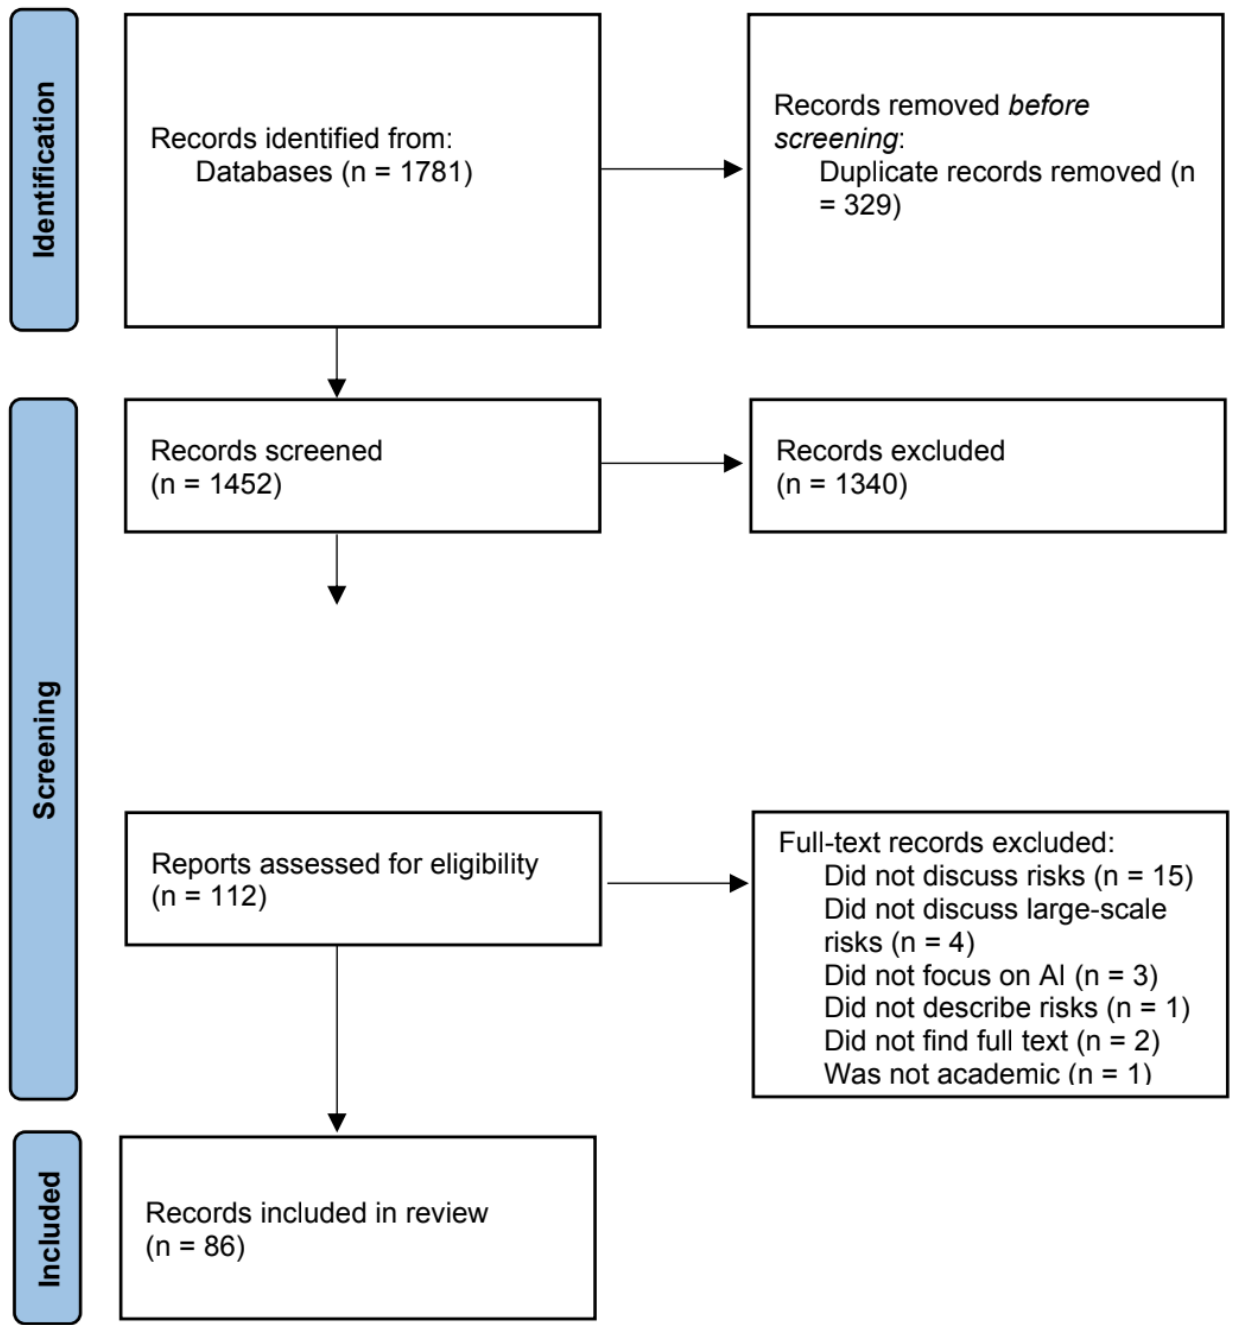 Identification
Records identified from:
Databases (n = 1781)
Records removed before
screening:
Duplicate records removed (n
= 329)
Screening
Records screened
(n = 1452)
Records excluded
(n = 1340)
Reports assessed for eligibility
(n = 112)
Full-text records excluded:
Did not discuss risks (n = 15)
Did not discuss large-scale
risks (n = 4)
Did not focus on AI (n = 3)
Did not describe risks (n = 1)
Did not find full text (n = 2)
Was not academic (n = 1)
Included
Records included in review
(n = 86)